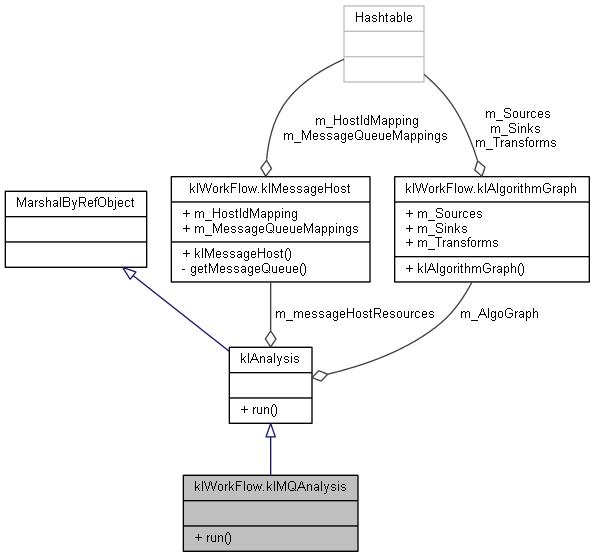 Hashtable
m_HostIdMapping
m_MessageQueueMappings
m_Sources
m_Sinks
m_Transforms
MarshalByRefObject
klWorkFlow.klMessageHost
+ m_HostIdMapping
+ m_MessageQueueMappings
+ klMessageHost()
- getMessageQueue()
klWorkFlow.klAlgorithmGraph
+ m_Sources
+ m_Sinks
+ m_Transforms
+ klAlgorithmGraph()
m_messageHostResources
m_AlgoGraph
klAnalysis
+ run()
klWorkFlow.klMQAnalysis
+ run()